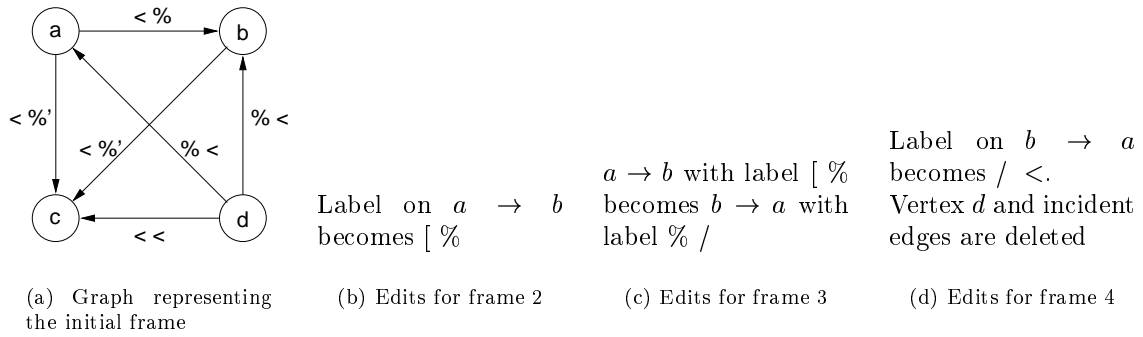 a
< %
b
< %'
< %'
% <
% <
c
< <
d
(a) Graph representing
the initial frame
Label on a → b
becomes [ %
(b) Edits for frame 2
a → b with label [ %
becomes b → a with
label % /
(c) Edits for frame 3
Label on b → a
becomes / <.
Vertex d and incident
edges are deleted
(d) Edits for frame 4